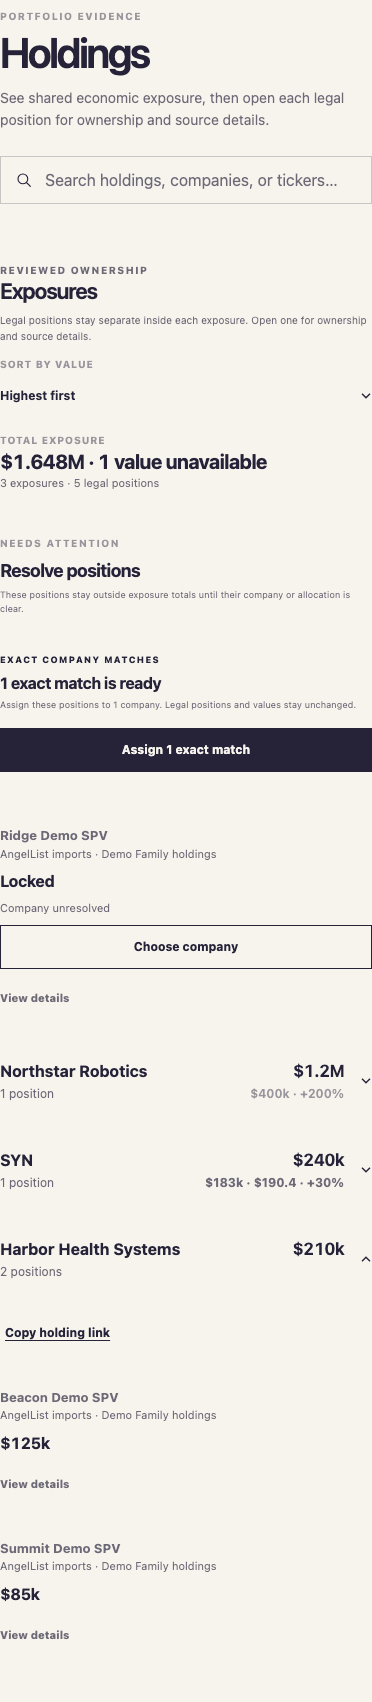 PORTFOLIO EVIDENCE
Holdings
See shared economic exposure, then open each legal
position for ownership and source details.
Search holdings, companies, or tickers...
REVIEWED OWNERSHIP
Exposures
Legal positions stay separate inside each exposure. Open one for ownership
and source details.
SORT BY VALUE
Highest first
TOTAL EXPOSURE
$1.648M · 1 value unavailable
3 exposures · 5 legal positions
NEEDS ATTENTION
Resolve positions
These positions stay outside exposure totals until their company or allocation is
clear.
EXACT COMPANY MATCHES
1 exact match is ready
Assign these positions to 1 company. Legal positions and values stay unchanged.
Assign 1 exact match
Ridge Demo SPV
AngelList imports · Demo Family holdings
Locked
Company unresolved
Choose company
View details
Northstar Robotics $1.2M
1 position $400k · +200%
SYN $240k
1 position $183k · $190.4 · +30%
Harbor Health Systems $210k
2 positions
Copy holding link
Beacon Demo SPV
AngelList imports · Demo Family holdings
$125k
View details
Summit Demo SPV
AngelList imports · Demo Family holdings
$85k
View details